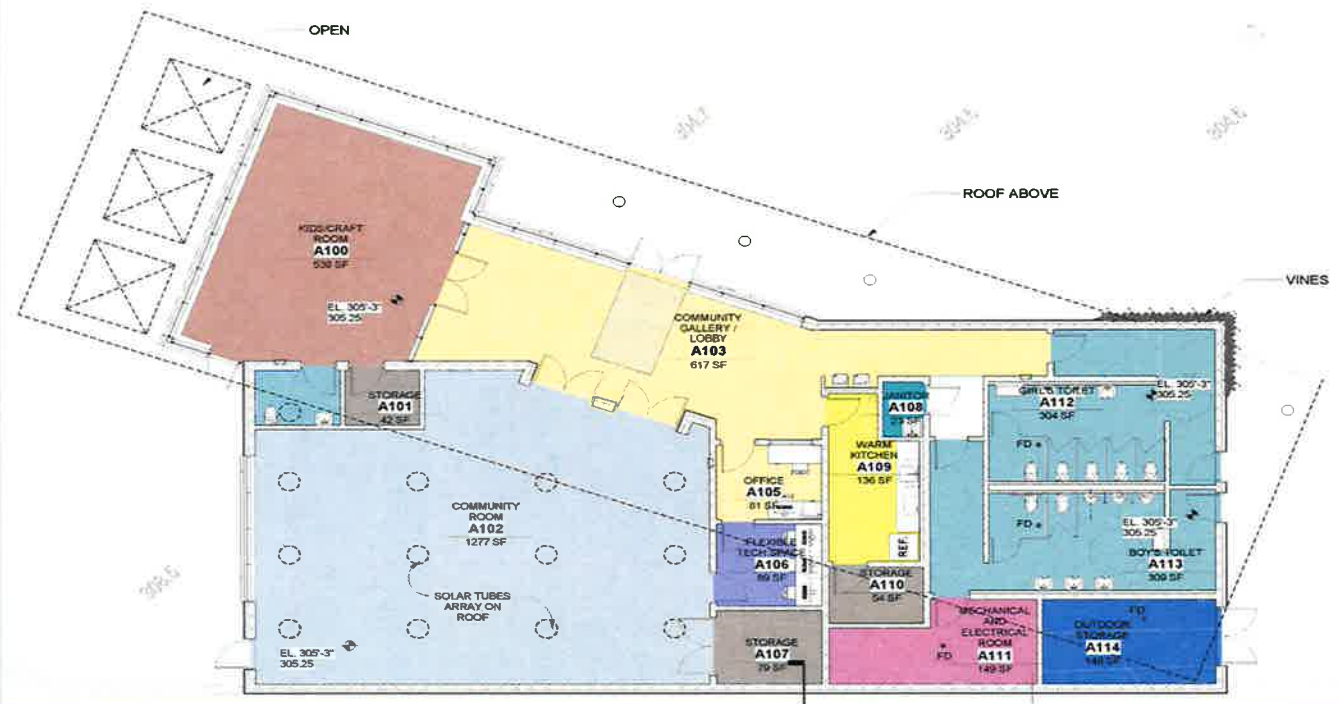 OPEN
304.5
304.5
ROOF ABOVE
VINES
KIDS/CRAFT
ROOM
A100
EL. 305'-3"
305.25
COMMUNITY
GALLERY /
LOBBY
A103
617 SF
STORAGE
A101
42 SF
JANITOR
A108
GIRL'S TOILET
A112
304 SF
EL. 305'-3"
305.25
FD
WARM
KITCHEN
A109
136 SF
OFFICE
A105
81 SF
COMMUNITY
ROOM
A102
1277 SF
FD
EL. 305'-3"
305.25
BOY'S TOILET
A113
309 SF
REF.
FLEXIBLE
TECH SPACE
A106
89 SF
STORAGE
A110
54 SF
SOLAR TUBES
ARRAY ON
ROOF
EL. 305'-3"
305.25
STORAGE
A107
79 SF
MECHANICAL
AND
ELECTRICAL
ROOM
A111
149 SF
FD
FD
OUTDOOR
STORAGE
A114